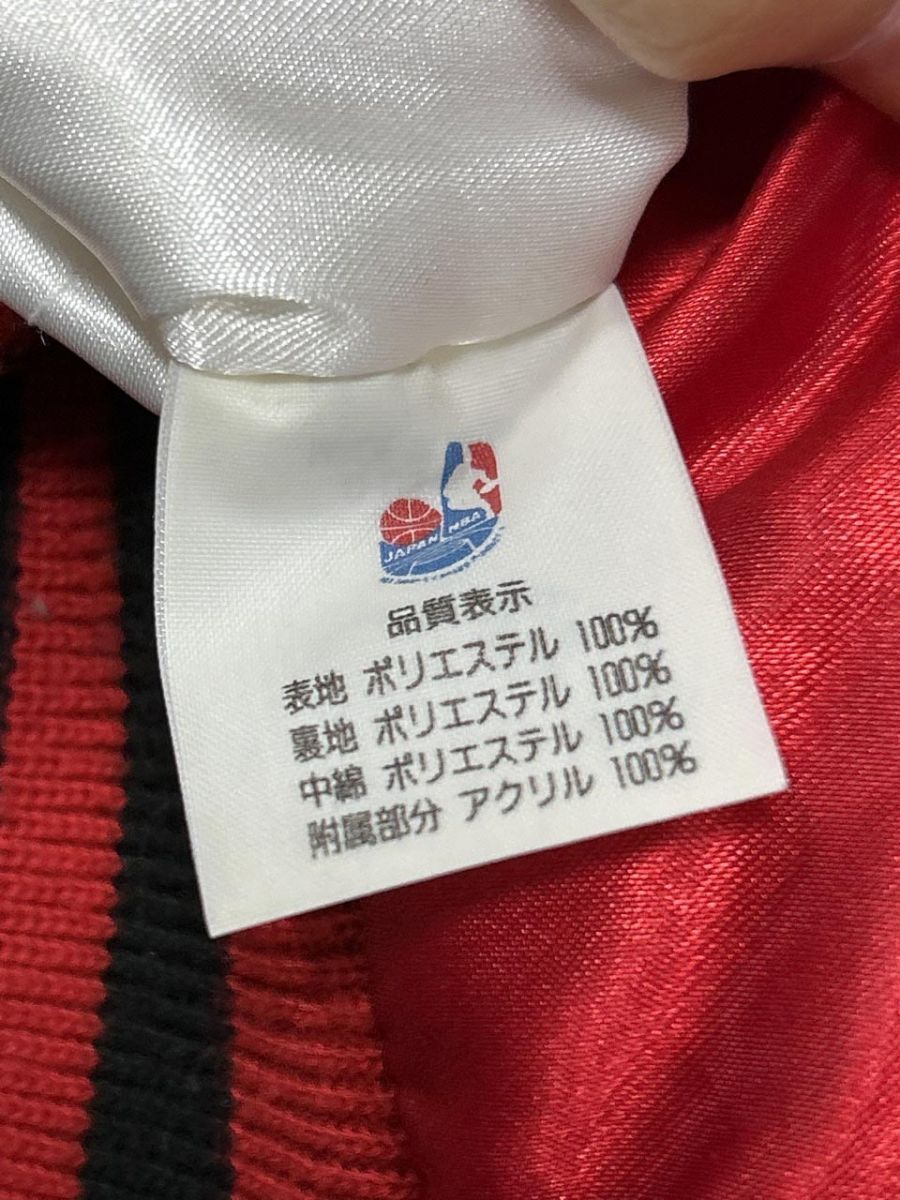 JAPAN NBA
品質表示
表地 ポリエステル 100%
裏地 ポリエステル 100%
中綿 ポリエステル 100%
附属部分 アクリル 100%